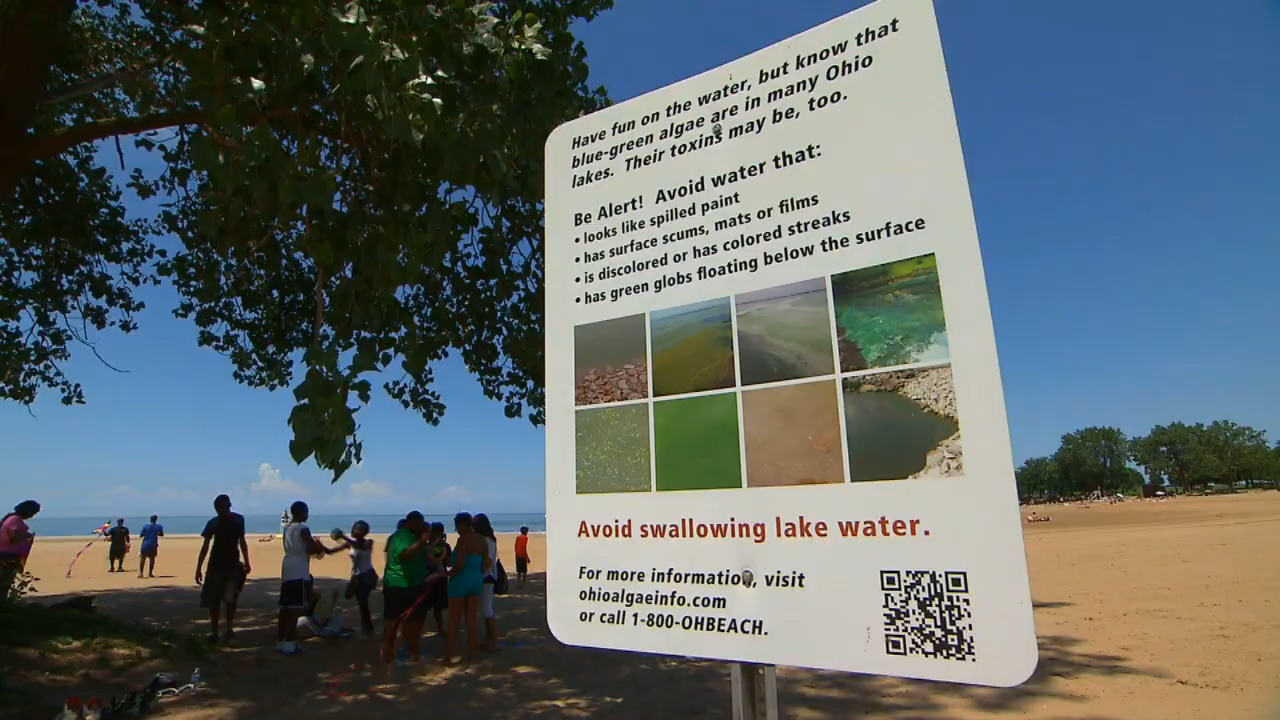 Have fun on the water, but know that
blue-green algae are in many Ohio
lakes. Their toxins may be, too.
Be Alert! Avoid water that:
• looks like spilled paint
• has surface scums, mats or films
• is discolored or has colored streaks
• has green globs floating below the surface
Avoid swallowing lake water.
For more information, visit
ohioalgaeinfo.com
or call 1-800-OHBEACH.